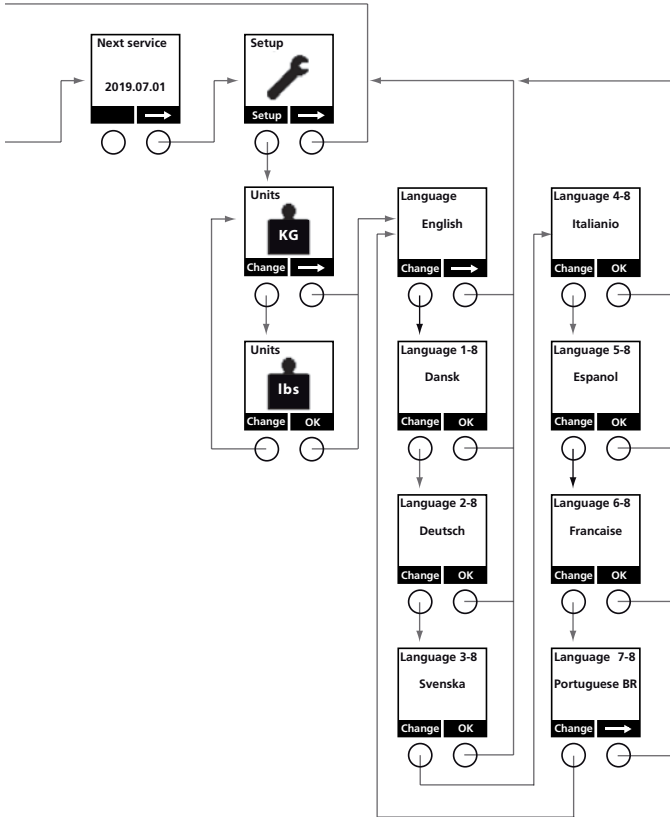 Next service
2019.07.01
Setup
Setup
Units
KG
Change
Units
lbs
Change OK
Language
English
Change
Language 1-8
Dansk
Change OK
Language 2-8
Deutsch
Change OK
Language 3-8
Svenska
Change OK
Language 4-8
Italianio
Change OK
Language 5-8
Espanol
Change OK
Language 6-8
Francaise
Change OK
Language 7-8
Portuguese BR
Change